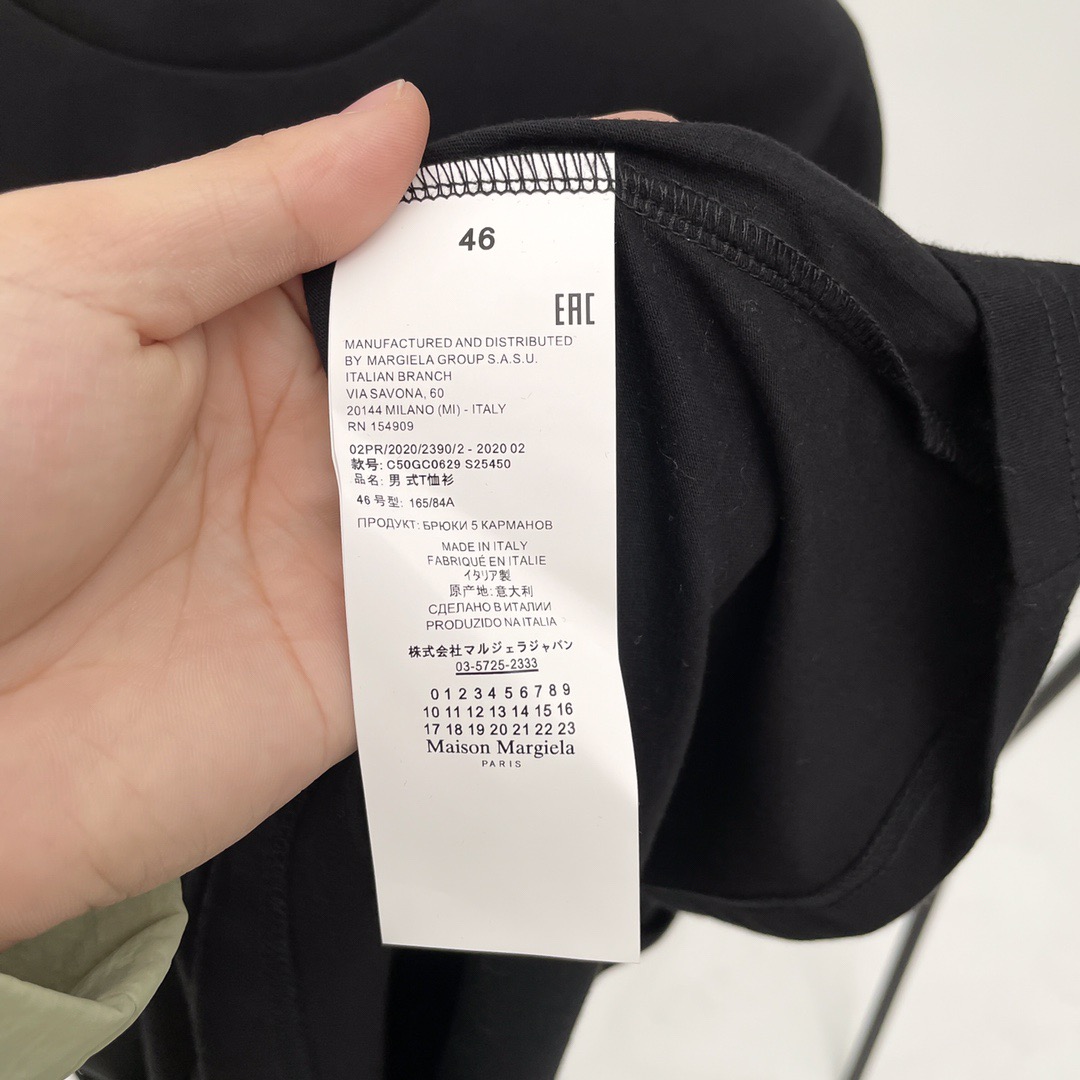 46
EAC
MANUFACTURED AND DISTRIBUTED
BY MARGIELA GROUP S.A.S.U.
ITALIAN BRANCH
VIA SAVONA, 60
20144 MILANO (MI) - ITALY
RN 154909
02PR/2020/2390/2 - 2020 02
款号: C50GC0629 S25450
品名: 男 式T恤衫
46 号型: 165/84A
ПРОДУКТ: БРЮКИ 5 КАРМАНОВ
MADE IN ITALY
FABRIQUÉ EN ITALIE
イタリア製
原产地: 意大利
СДЕЛАНО В ИТАЛИИ
PRODUZIDO NA ITALIA
株式会社マルジェラジャパン
03-5725-2333
0 1 2 3 4 5 6 7 8 9
10 11 12 13 14 15 16
17 18 19 20 21 22 23
Maison Margiela
PARIS